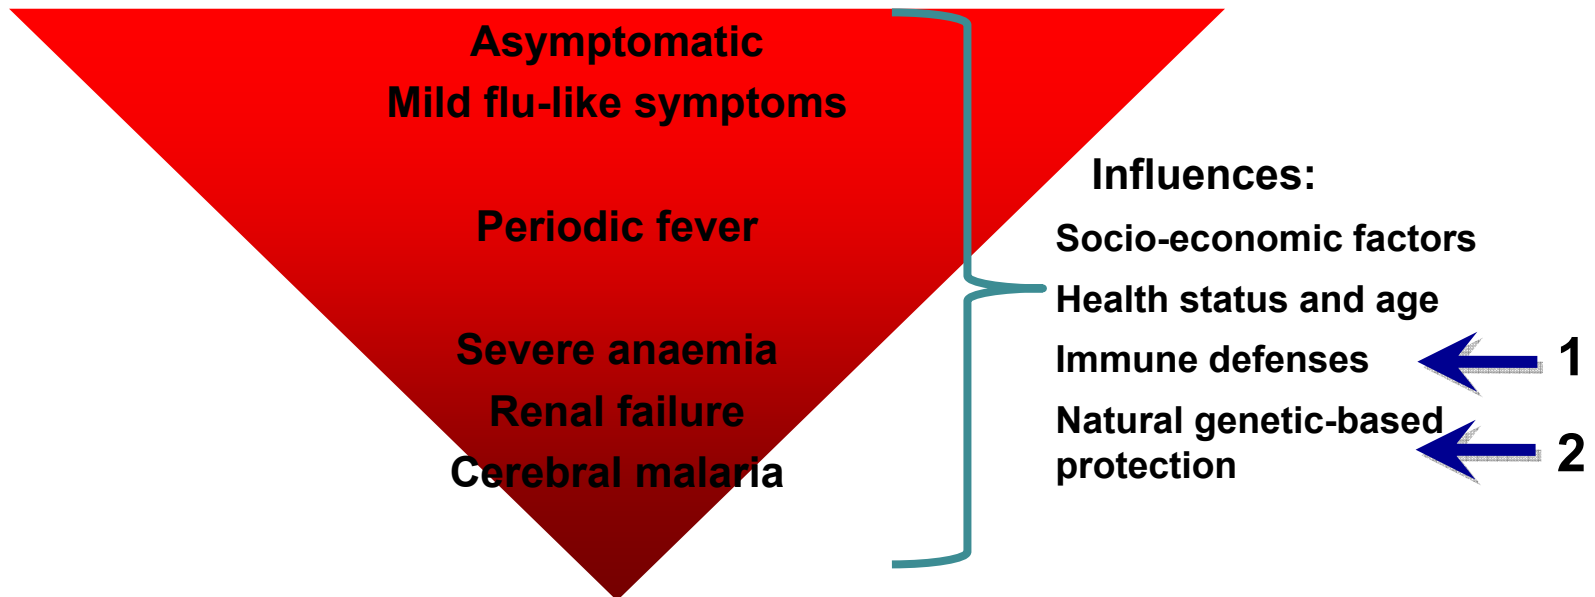 Asymptomatic
Mild flu-like symptoms
Periodic fever
Severe anaemia
Renal failure
Cerebral malaria
Influences:
Socio-economic factors
Health status and age
Immune defenses
1
Natural genetic-based
protection
2